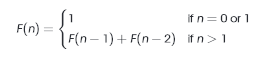 F(n) = { 1 if n = 0 or 1
F(n − 1) + F(n − 2) if n > 1